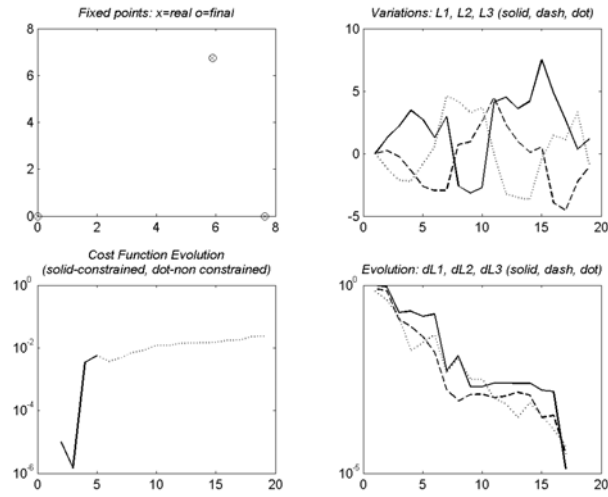 Fixed points: x=real o=final
8
6
4
2
0
0 2 4 6 8
Variations: L1, L2, L3 (solid, dash, dot)
10
5
0
-5
0 5 10 15 20
Cost Function Evolution
(solid-constrained, dot-non constrained)
10^0
10^-2
10^-4
10^-6
0 5 10 15 20
Evolution: dL1, dL2, dL3 (solid, dash, dot)
10^0
10^-5
0 5 10 15 20